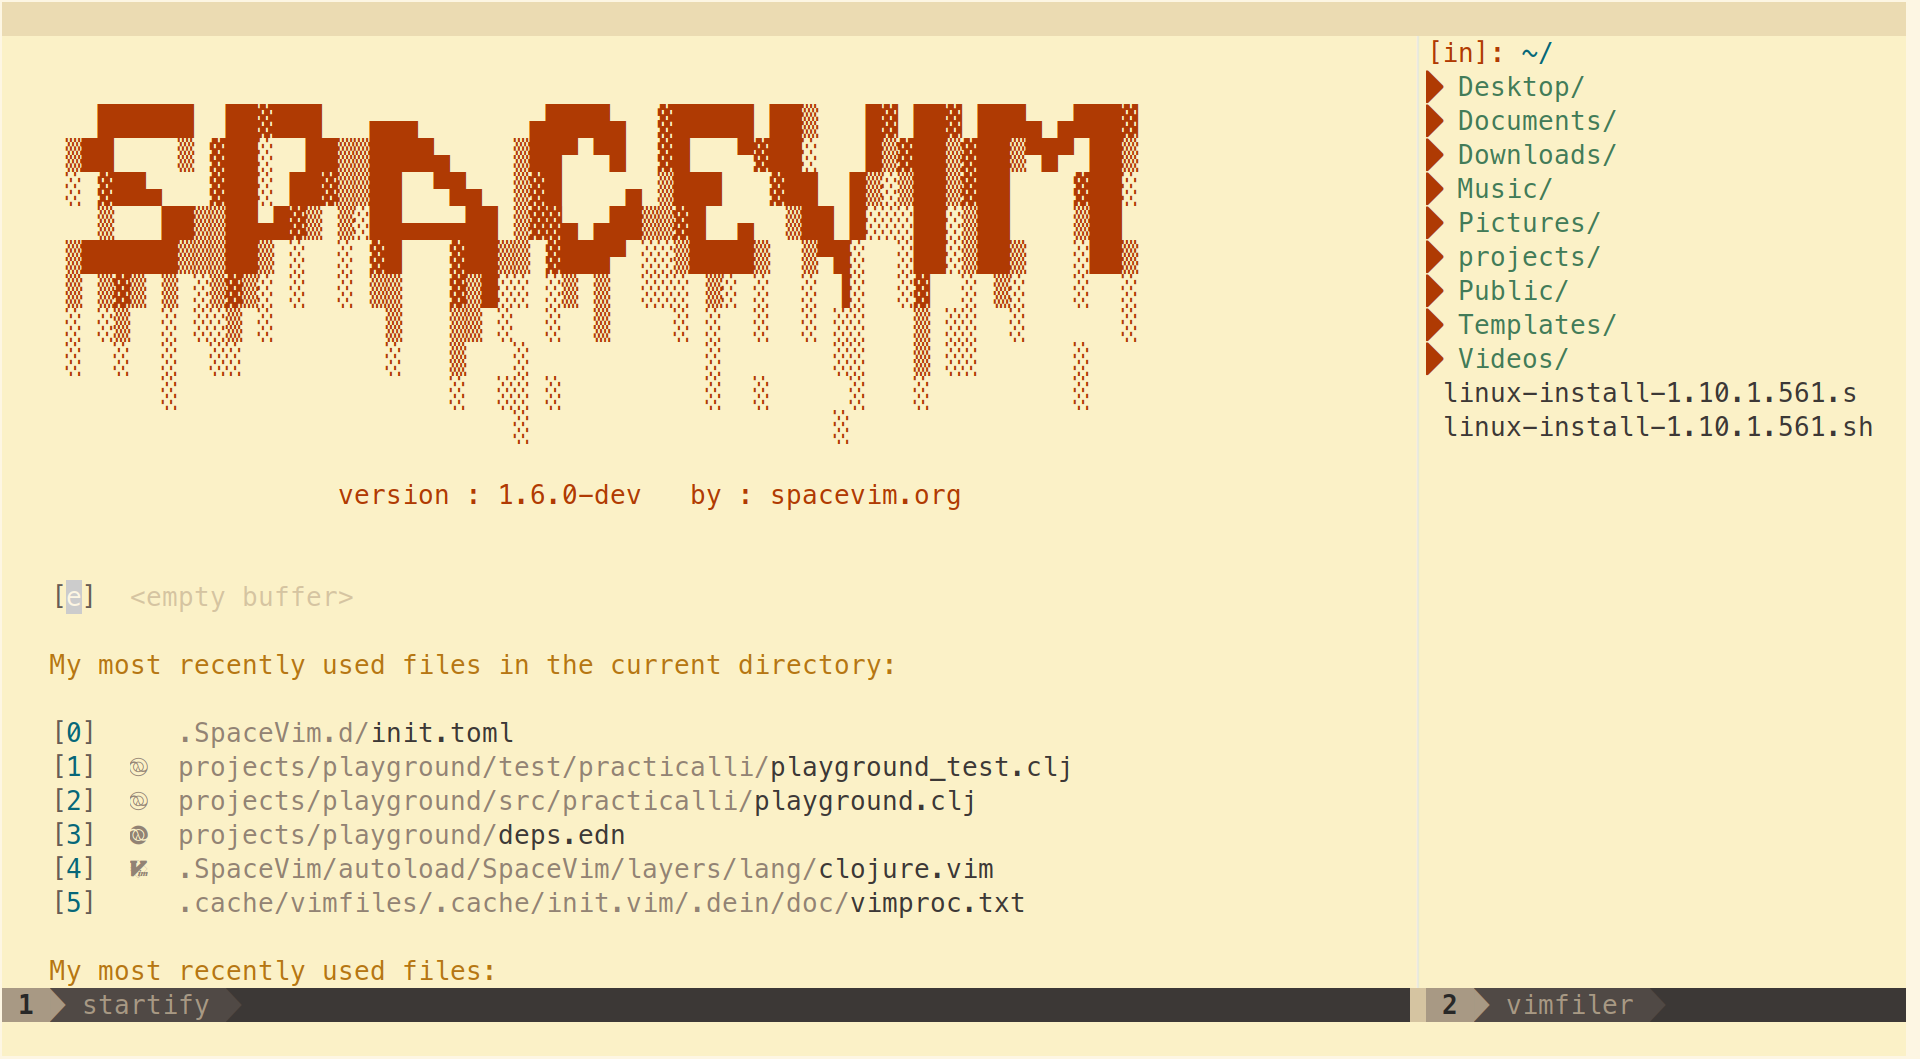 SPACEVIM
version : 1.6.0-dev   by : spacevim.org
[e]  <empty buffer>
My most recently used files in the current directory:
[0]     .SpaceVim.d/init.toml
[1]     projects/playground/test/practicalli/playground_test.clj
[2]     projects/playground/src/practicalli/playground.clj
[3]     projects/playground/deps.edn
[4]     .SpaceVim/autoload/SpaceVim/layers/lang/clojure.vim
[5]     .cache/vimfiles/.cache/init.vim/.dein/doc/vimproc.txt
My most recently used files:
1 startify
[in]: ~/
Desktop/
Documents/
Downloads/
Music/
Pictures/
projects/
Public/
Templates/
Videos/
linux-install-1.10.1.561.s
linux-install-1.10.1.561.sh
2 vimfiler